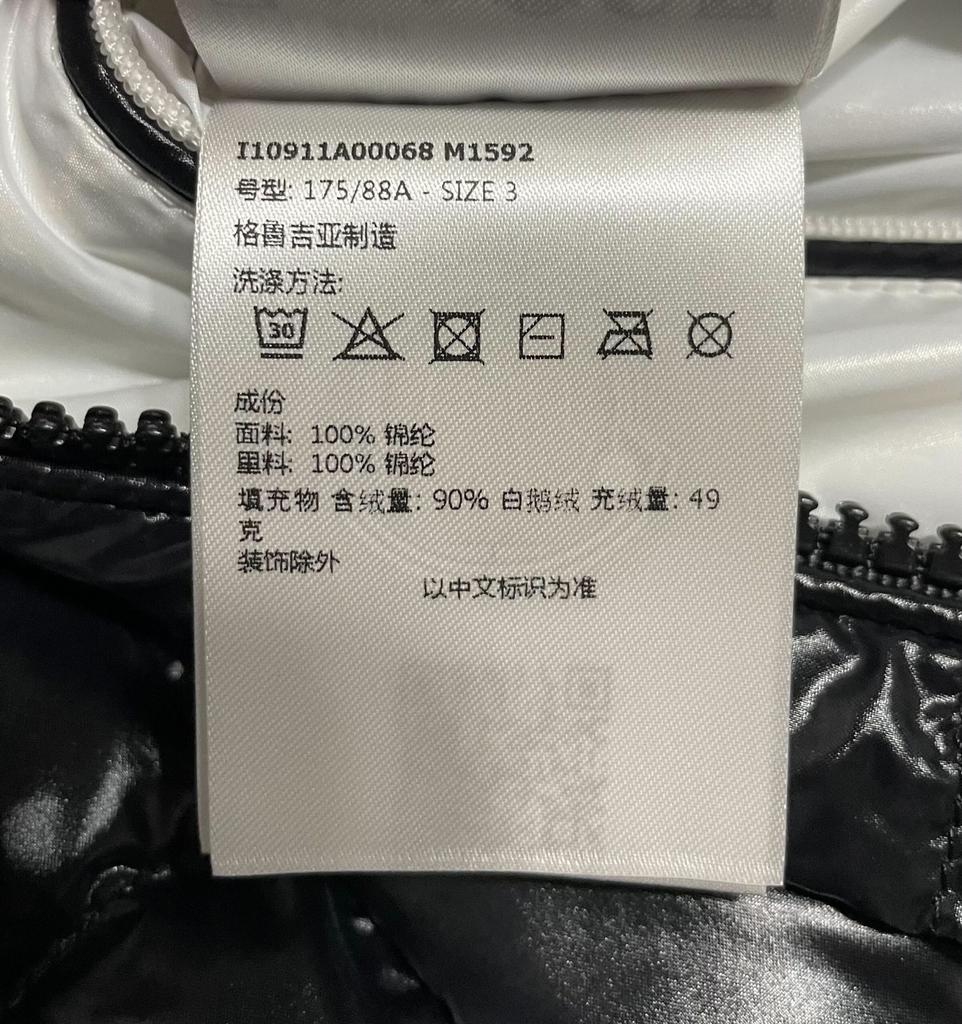 I10911A00068 M1592
号型: 175/88A - SIZE 3
格鲁吉亚制造
洗涤方法:
30
成份
面料: 100% 锦纶
里料: 100% 锦纶
填充物 含绒量: 90% 白鹅绒 充绒量: 49
克
装饰除外
以中文标识为准